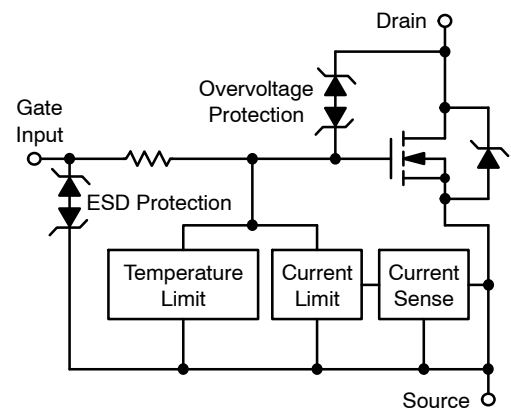 Drain
Overvoltage
Protection
Gate
Input
ESD Protection
Temperature
Limit
Current
Limit
Current
Sense
Source